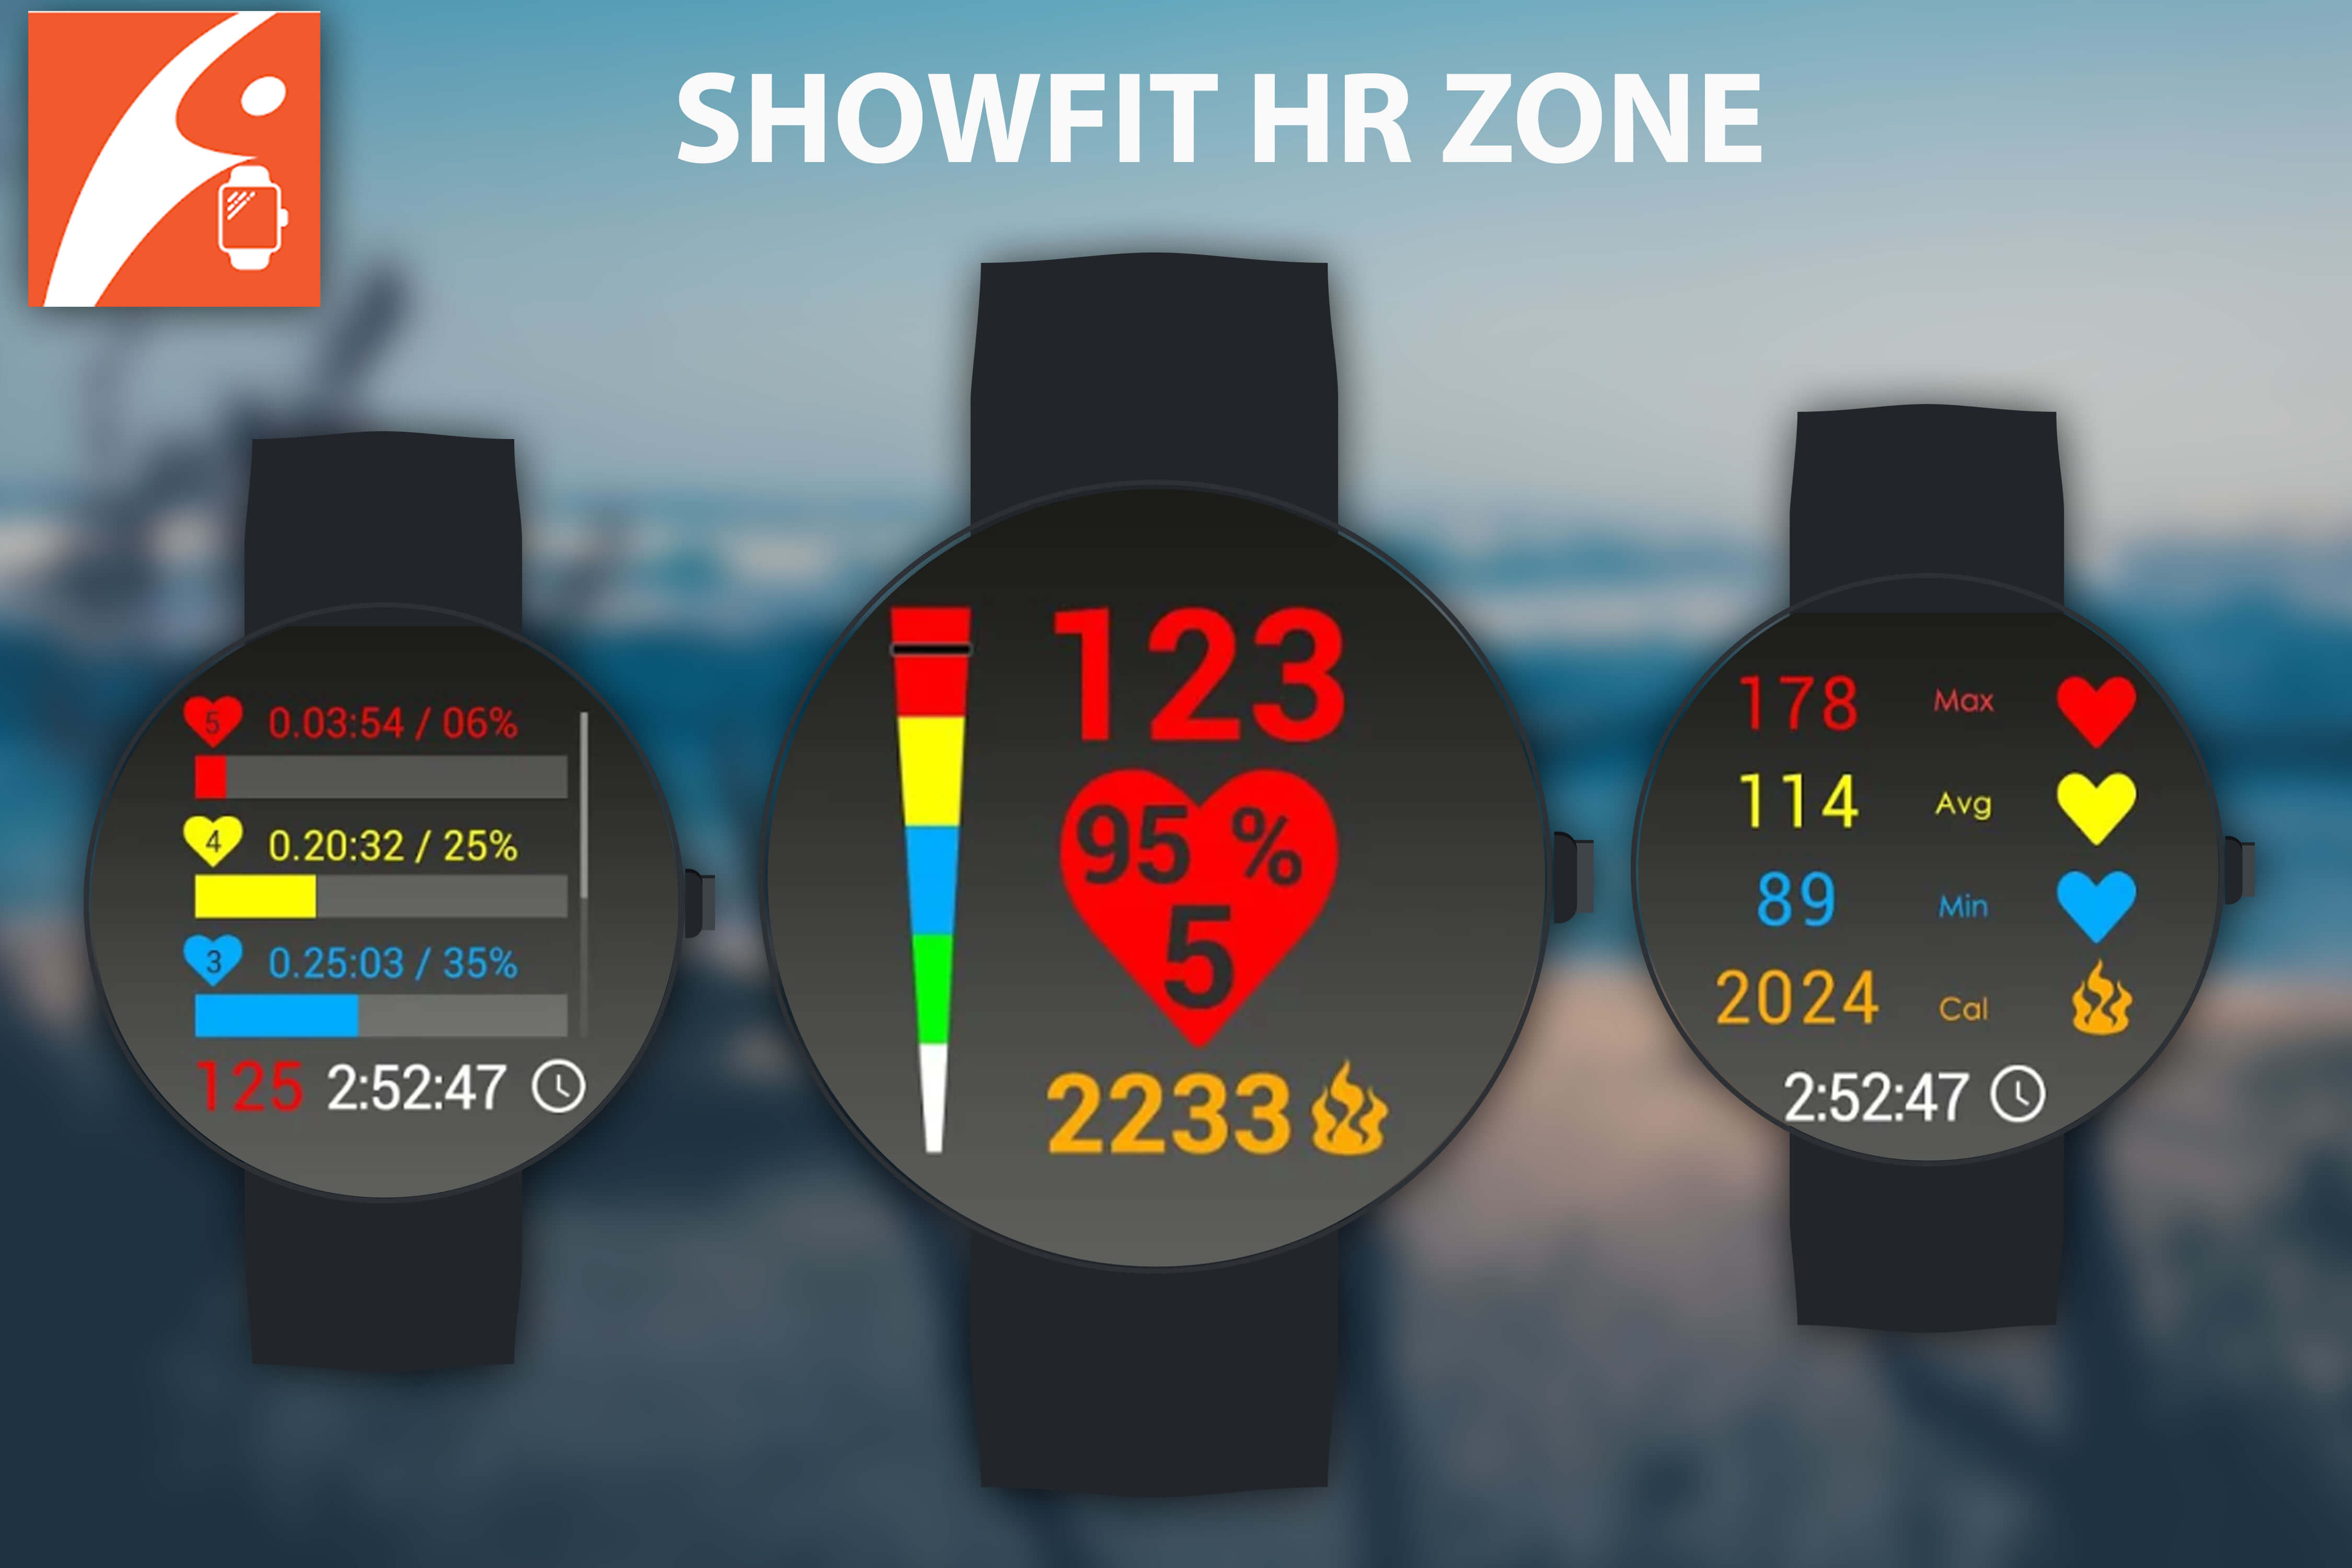 SHOWFIT HR ZONE
5 0.03:54 / 06%
4 0.20:32 / 25%
3 0.25:03 / 35%
125 2:52:47
123
95 %
5
2233
178 Max
114 Avg
89 Min
2024 Cal
2:52:47